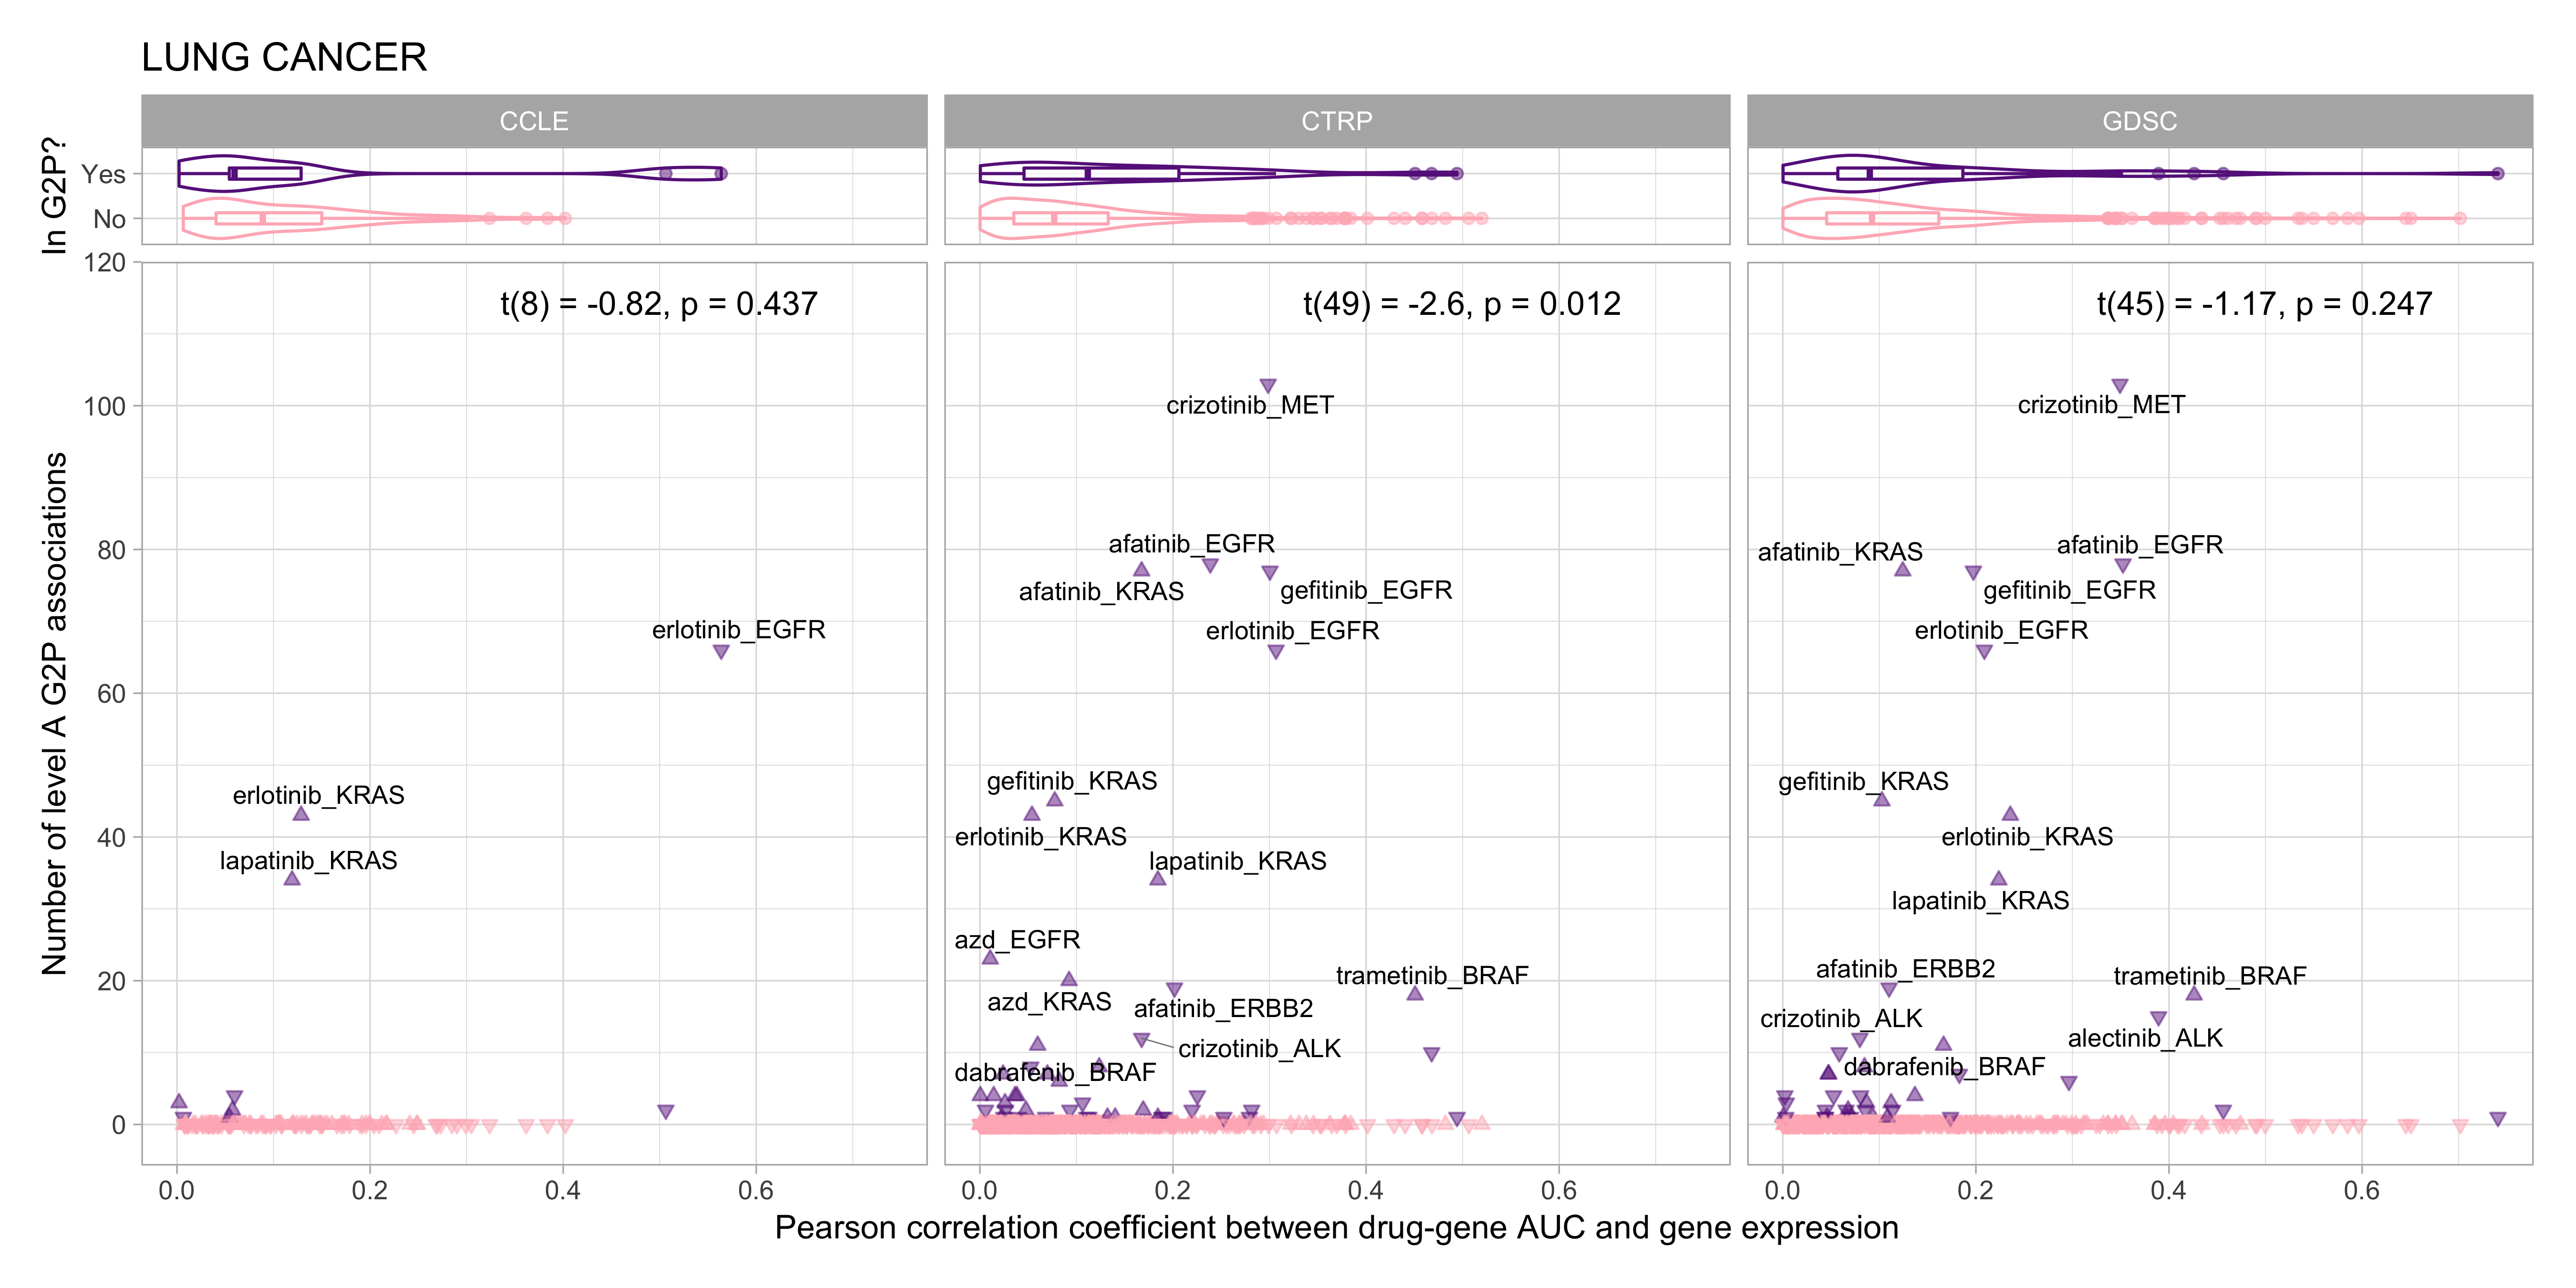 LUNG CANCER
CCLE
CTRP
GDSC
In G2P?
Yes
No
Number of level A G2P associations
120
100
80
60
40
20
0
t(8) = -0.82, p = 0.437
erlotinib_EGFR
erlotinib_KRAS
lapatinib_KRAS
t(49) = -2.6, p = 0.012
crizotinib_MET
afatinib_EGFR
afatinib_KRAS
gefitinib_EGFR
erlotinib_EGFR
gefitinib_KRAS
erlotinib_KRAS
lapatinib_KRAS
azd_EGFR
trametinib_BRAF
azd_KRAS
afatinib_ERBB2
crizotinib_ALK
dabrafenib_BRAF
t(45) = -1.17, p = 0.247
crizotinib_MET
afatinib_KRAS
afatinib_EGFR
gefitinib_EGFR
erlotinib_EGFR
gefitinib_KRAS
erlotinib_KRAS
lapatinib_KRAS
afatinib_ERBB2
trametinib_BRAF
crizotinib_ALK
alectinib_ALK
dabrafenib_BRAF
0.0 0.2 0.4 0.6
0.0 0.2 0.4 0.6
0.0 0.2 0.4 0.6
Pearson correlation coefficient between drug-gene AUC and gene expression